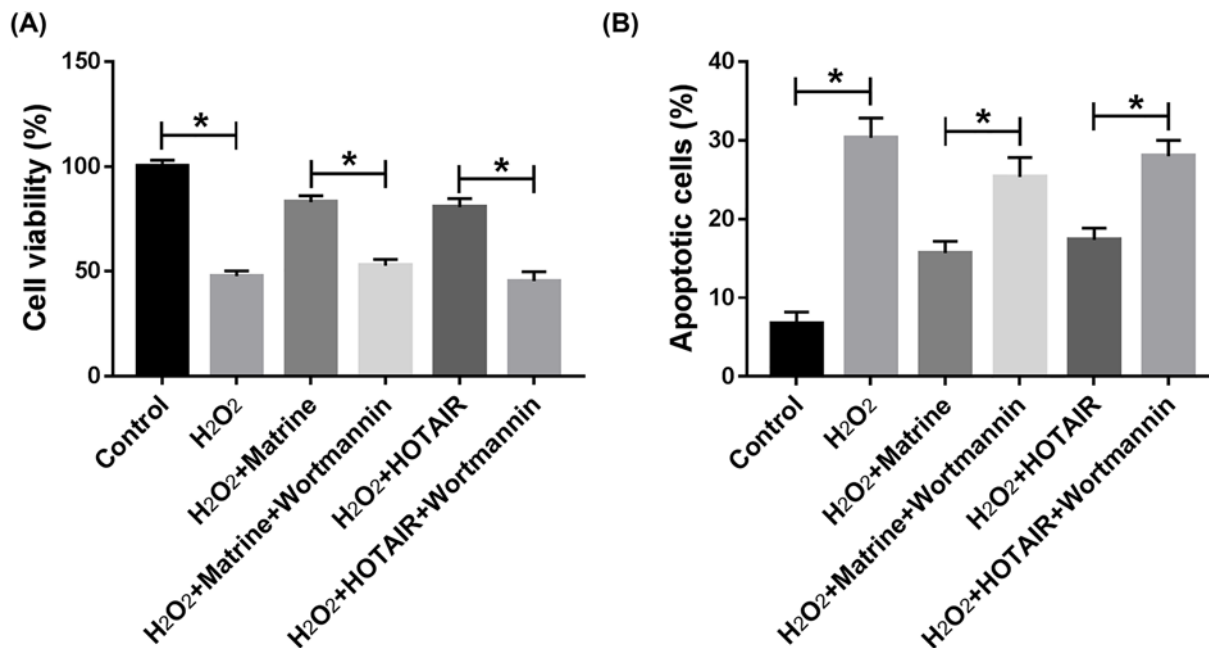 (A)
Cell viability (%)
150
100
50
0
*
*
*
Control
H₂O₂
H₂O₂+Matrine
H₂O₂+Matrine+Wortmannin
H₂O₂+HOTAIR
H₂O₂+HOTAIR+Wortmannin
(B)
Apoptotic cells (%)
40
30
20
10
0
*
*
*
Control
H₂O₂
H₂O₂+Matrine
H₂O₂+Matrine+Wortmannin
H₂O₂+HOTAIR
H₂O₂+HOTAIR+Wortmannin